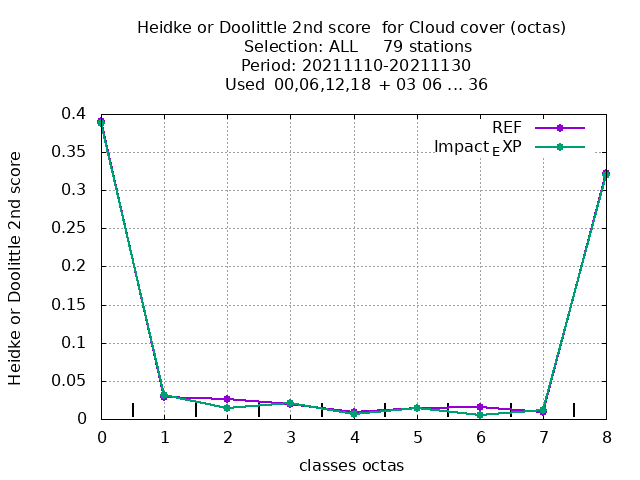 Heidke or Doolittle 2nd score  for Cloud cover (octas)
Selection: ALL     79 stations
Period: 20211110-20211130
Used  00,06,12,18 + 03 06 ... 36
REF
Impact_EXP
Heidke or Doolittle 2nd score
0.4
0.35
0.3
0.25
0.2
0.15
0.1
0.05
0
0 1 2 3 4 5 6 7 8
classes octas